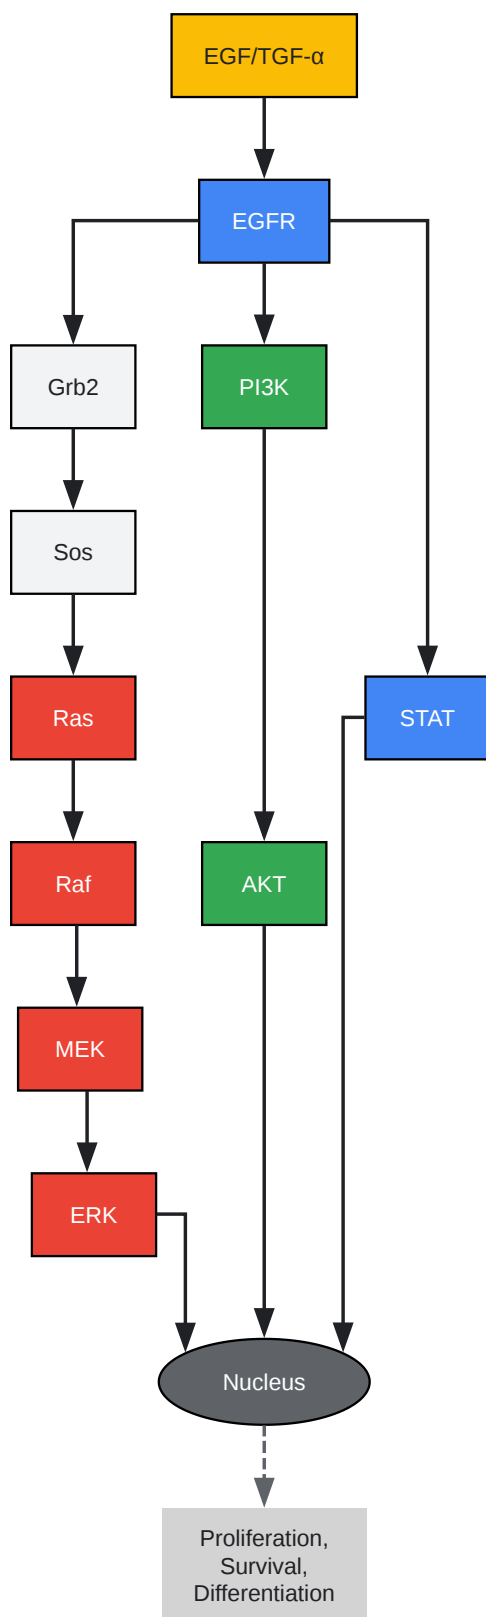 EGF/TGF-α
EGFR
Grb2
PI3K
Sos
Ras
STAT
Raf
AKT
MEK
ERK
Nucleus
Proliferation,
Survival,
Differentiation